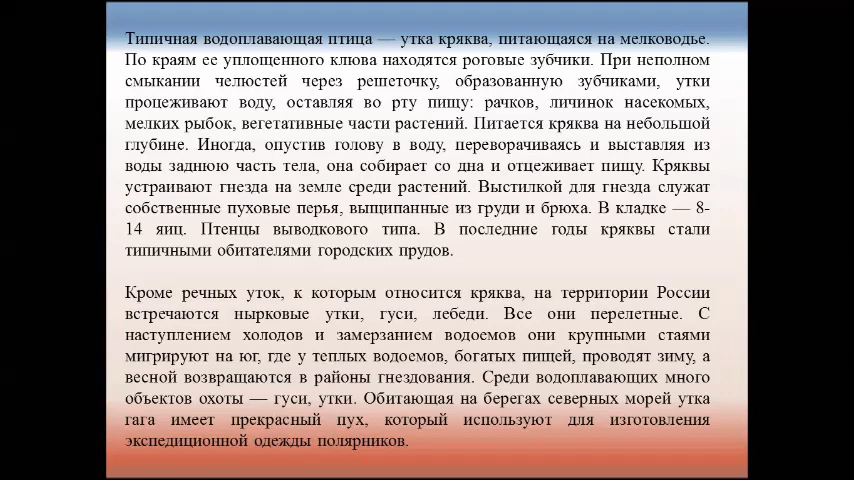 Типичная водоплавающая птица — утка кряква, питающаяся на мелководье.
По краям ее уплощенного клюва находятся роговые зубчики. При неполном
смыкании челюстей через решеточку, образованную зубчиками, утки
процеживают воду, оставляя во рту пищу: рачков, личинок насекомых,
мелких рыбок, вегетативные части растений. Питается кряква на небольшой
глубине. Иногда, опустив голову в воду, переворачиваясь и выставляя из
воды заднюю часть тела, она собирает со дна и отцеживает пищу. Кряквы
устраивают гнезда на земле среди растений. Выстилкой для гнезда служат
собственные пуховые перья, выщипанные из груди и брюха. В кладке — 8-
14 яиц. Птенцы выводкового типа. В последние годы кряквы стали
типичными обитателями городских прудов.
Кроме речных уток, к которым относится кряква, на территории России
встречаются нырковые утки, гуси, лебеди. Все они перелетные. С
наступлением холодов и замерзанием водоемов они крупными стаями
мигрируют на юг, где у теплых водоемов, богатых пищей, проводят зиму, а
весной возвращаются в районы гнездования. Среди водоплавающих много
объектов охоты — гуси, утки. Обитающая на берегах северных морей утка
гага имеет прекрасный пух, который используют для изготовления
экспедиционной одежды полярников.